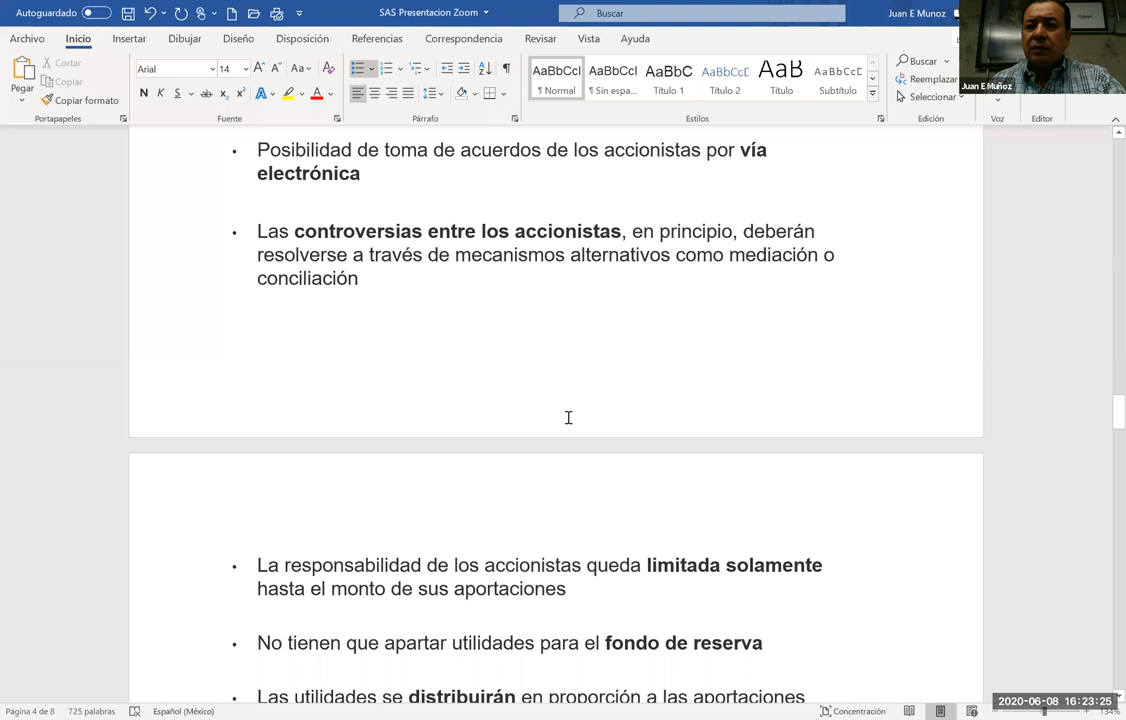 Autoguardado
SAS Presentacion Zoom
Buscar
Juan E Munoz
Archivo Inicio Insertar Dibujar Diseño Disposición Referencias Correspondencia Revisar Vista Ayuda
Pegar
Cortar
Copiar
Copiar formato
Portapapeles
Arial 14
N K S
Fuente
Párrafo
AaBbCcI AaBbCcI AaBbC AaBbCcD AaB AaBbCcD
¶ Normal ¶ Sin espa... Título 1 Título 2 Título Subtítulo
Estilos
Buscar
Reemplazar
Seleccionar
Edición
Voz
Editor
Juan E Muñoz
• Posibilidad de toma de acuerdos de los accionistas por vía
electrónica
• Las controversias entre los accionistas, en principio, deberán
resolverse a través de mecanismos alternativos como mediación o
conciliación
• La responsabilidad de los accionistas queda limitada solamente
hasta el monto de sus aportaciones
• No tienen que apartar utilidades para el fondo de reserva
• Las utilidades se distribuirán en proporción a las aportaciones
Página 4 de 8 725 palabras Español (México)
Concentración
134%
2020-06-08 16:23:25